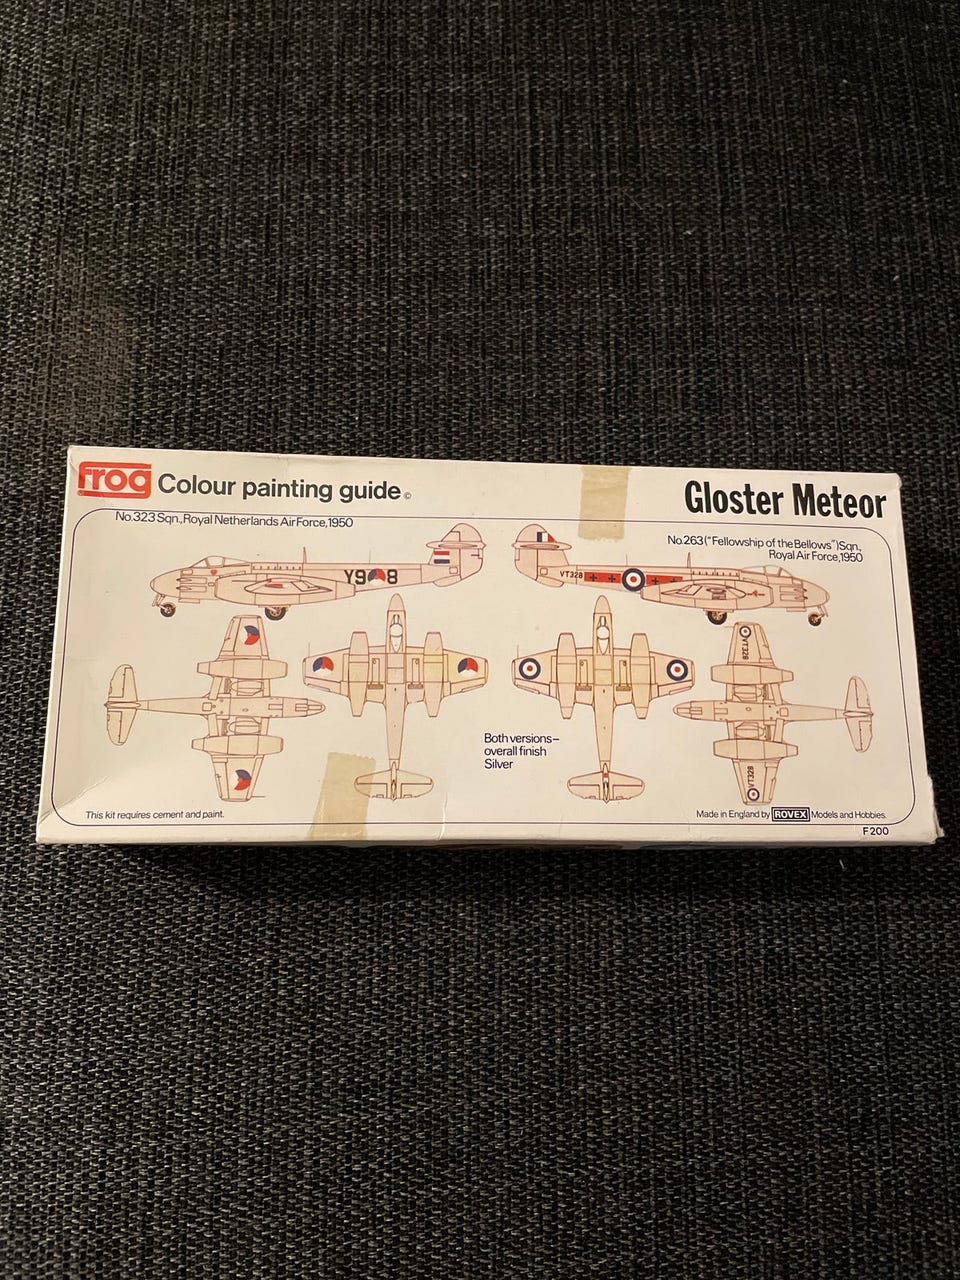 frog Colour painting guide ©
Gloster Meteor
No.323 Sqn., Royal Netherlands Air Force, 1950
No.263 ("Fellowship of the Bellows") Sqn.,
Royal Air Force, 1950
Y9 8
VT328
VT328
VT328
Both versions–
overall finish
Silver
This kit requires cement and paint.
Made in England by ROVEX Models and Hobbies.
F200